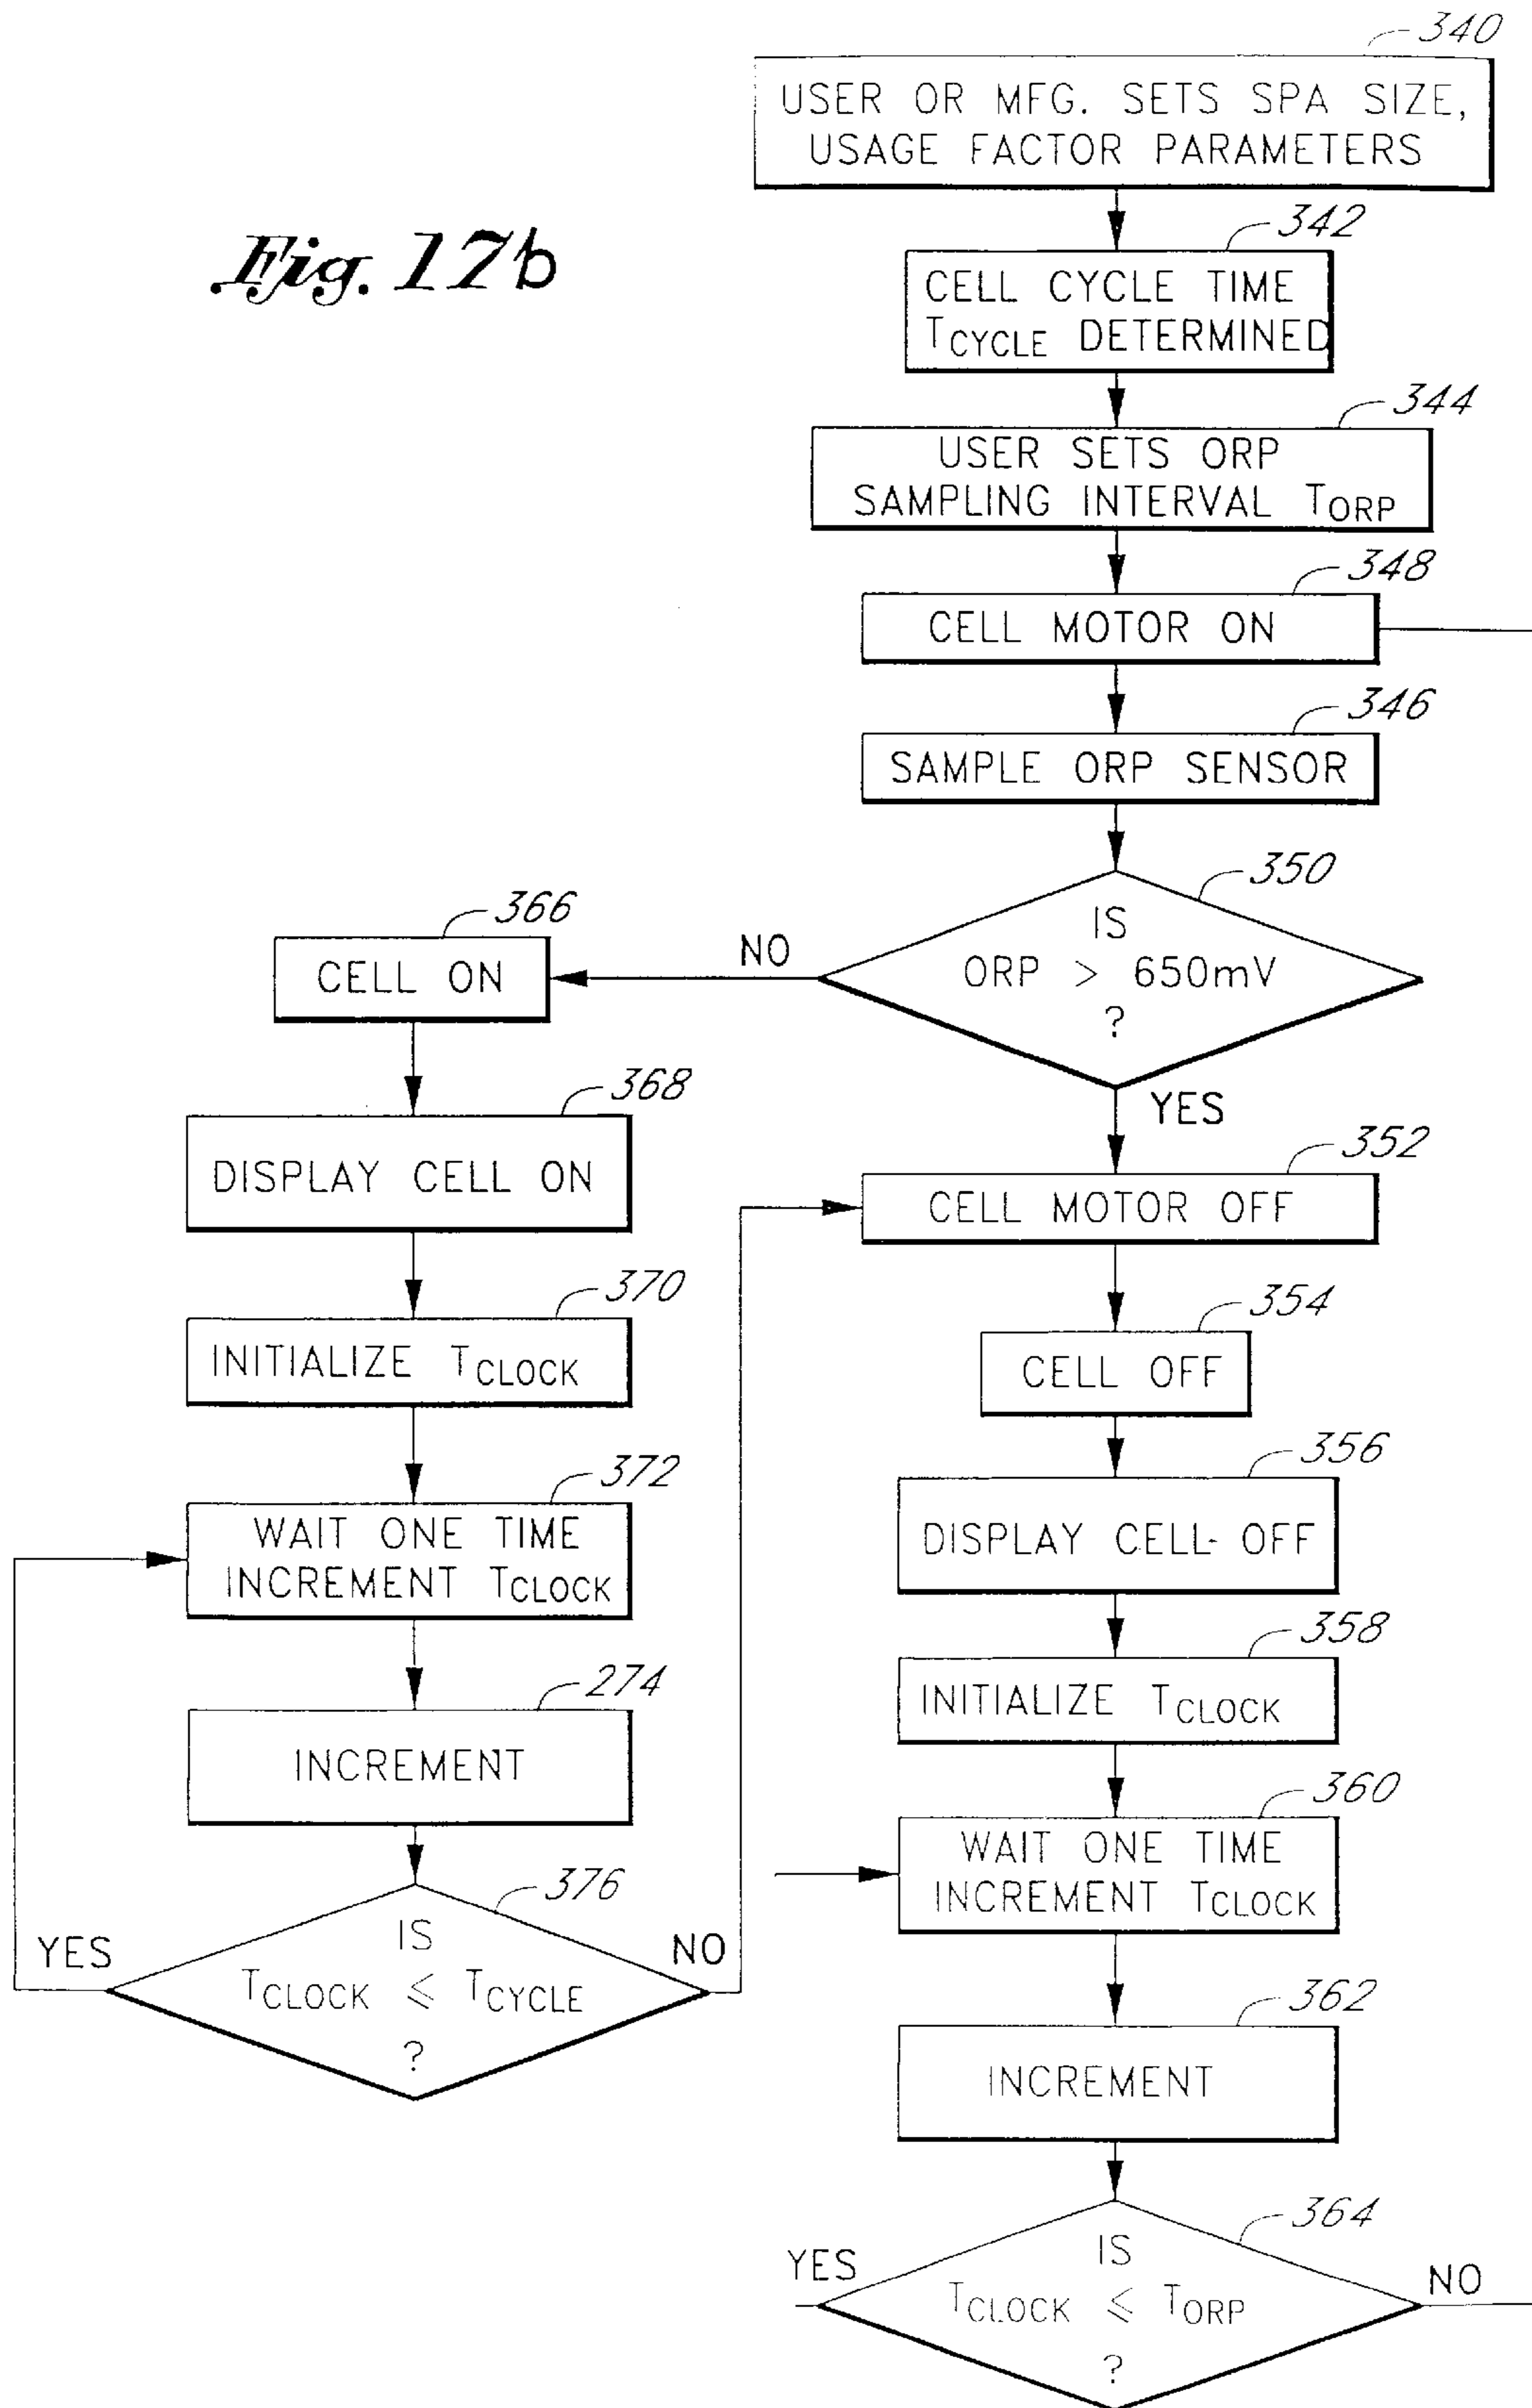 340
USER OR MFG. SETS SPA SIZE,
USAGE FACTOR PARAMETERS
Fig. 17b
342
CELL CYCLE TIME
TCYCLE DETERMINED
344
USER SETS ORP
SAMPLING INTERVAL TORP
348
CELL MOTOR ON
346
SAMPLE ORP SENSOR
350
IS
ORP > 650mV
?
NO
YES
366
CELL ON
368
DISPLAY CELL ON
370
INITIALIZE TCLOCK
372
WAIT ONE TIME
INCREMENT TCLOCK
274
INCREMENT
376
IS
TCLOCK ≤ TCYCLE
?
YES
NO
352
CELL MOTOR OFF
354
CELL OFF
356
DISPLAY CELL- OFF
358
INITIALIZE TCLOCK
360
WAIT ONE TIME
INCREMENT TCLOCK
362
INCREMENT
364
IS
TCLOCK ≤ TORP
?
YES
NO